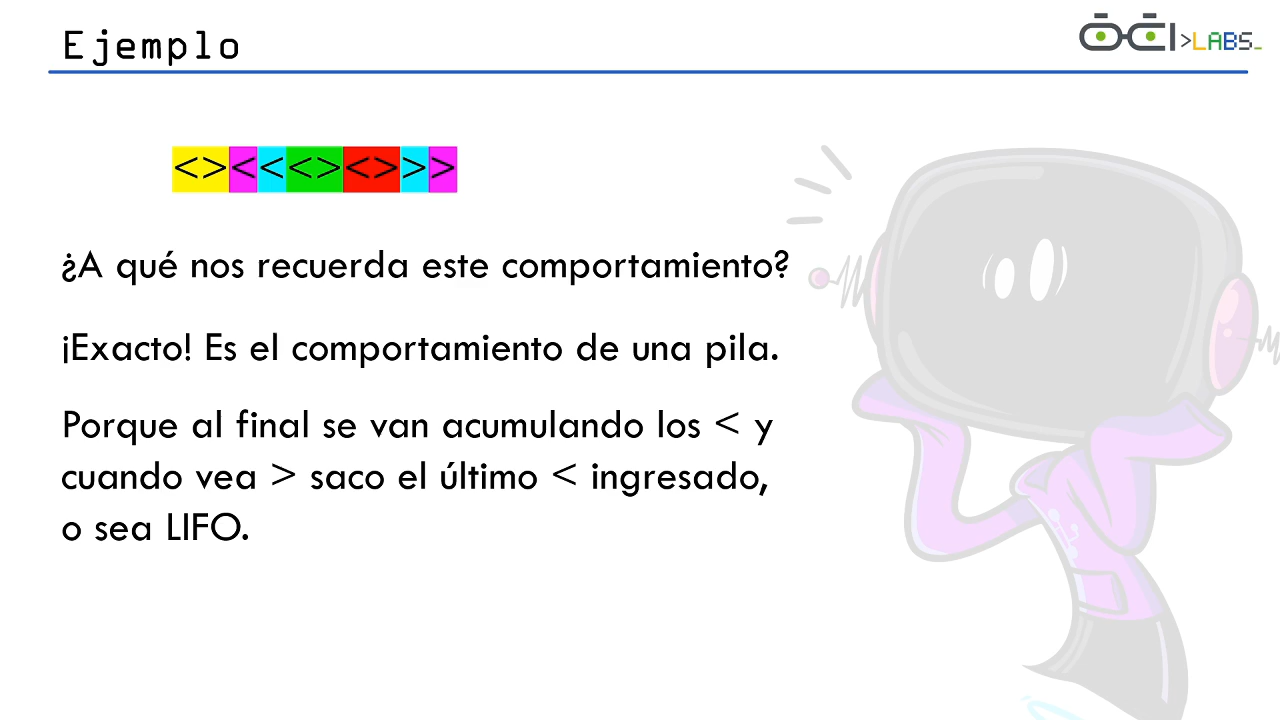 Ejemplo
OCI>LABS_
<><<<><>>>
¿A qué nos recuerda este comportamiento?
¡Exacto! Es el comportamiento de una pila.
Porque al final se van acumulando los < y
cuando vea > saco el último < ingresado,
o sea LIFO.